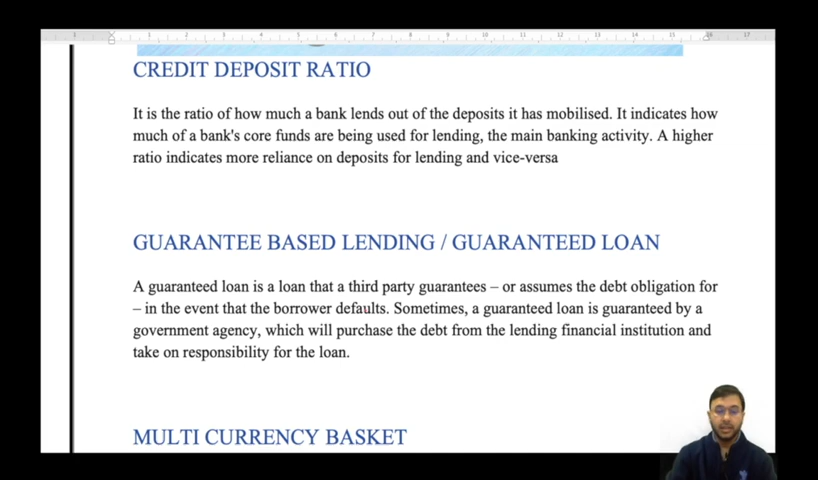 CREDIT DEPOSIT RATIO
It is the ratio of how much a bank lends out of the deposits it has mobilised. It indicates how
much of a bank's core funds are being used for lending, the main banking activity. A higher
ratio indicates more reliance on deposits for lending and vice-versa
GUARANTEE BASED LENDING / GUARANTEED LOAN
A guaranteed loan is a loan that a third party guarantees – or assumes the debt obligation for
– in the event that the borrower defaults. Sometimes, a guaranteed loan is guaranteed by a
government agency, which will purchase the debt from the lending financial institution and
take on responsibility for the loan.
MULTI CURRENCY BASKET